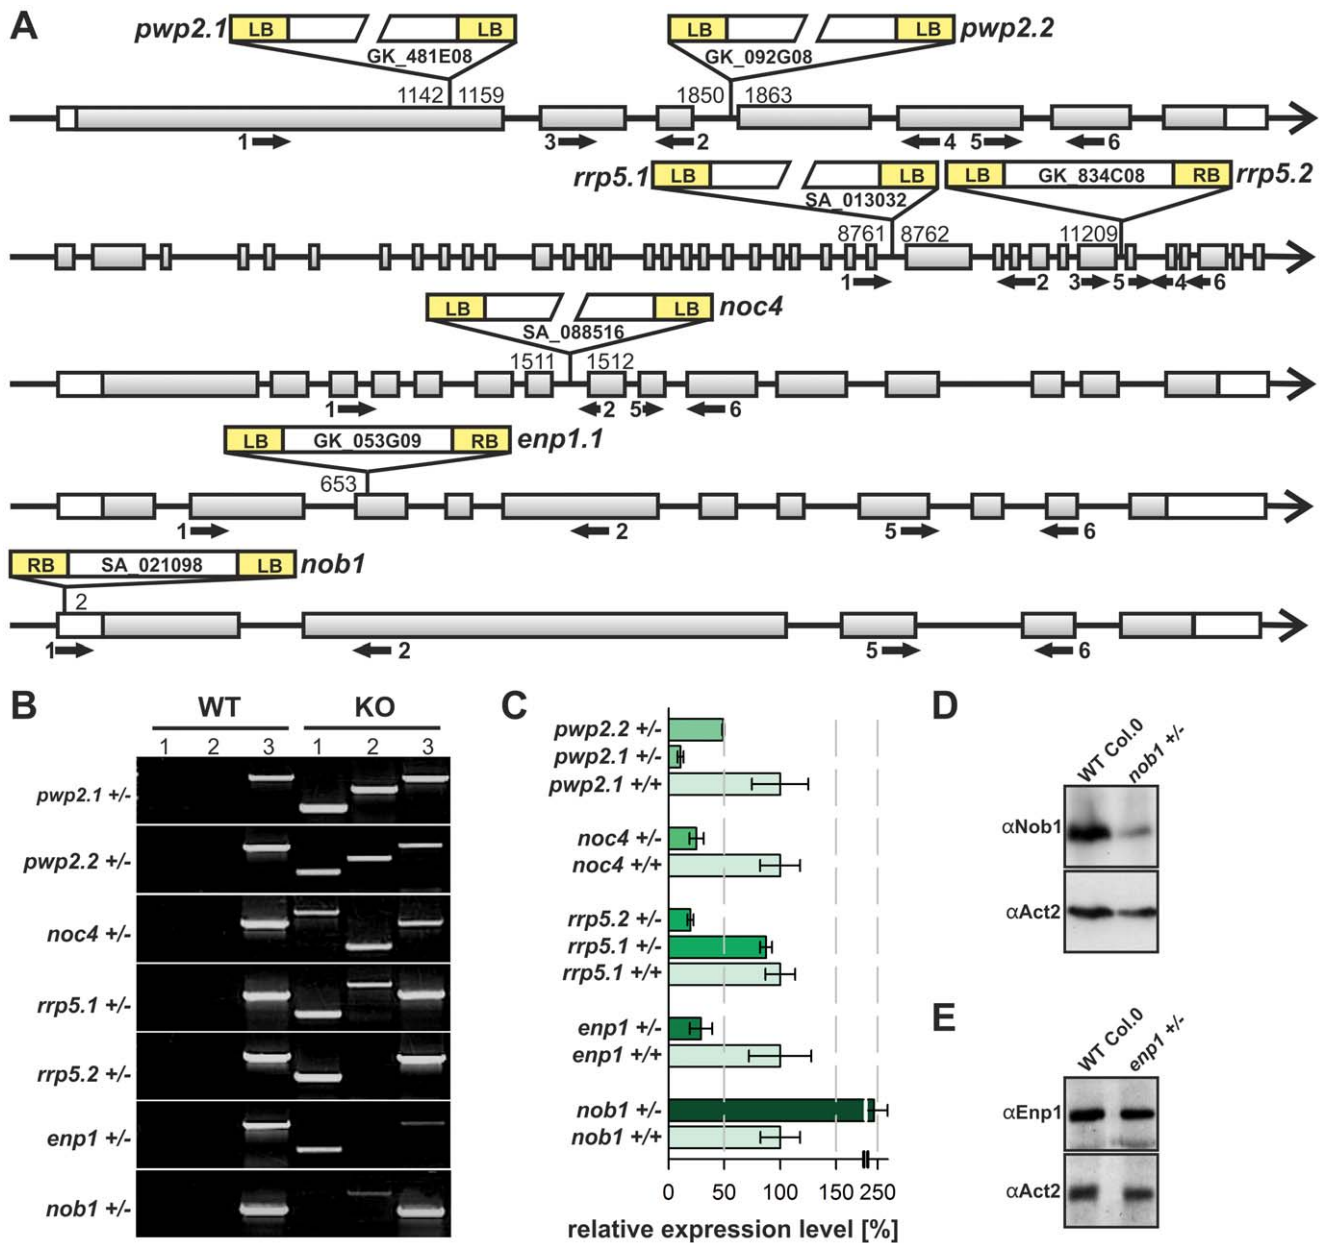 A
pwp2.1 LB LB LB LB pwp2.2
GK_481E08 GK_092G08
1142 1159 1850 1863
1 3 2 4 5 6
rrp5.1 LB LB LB GK_834C08 RB rrp5.2
SA_013032
8761 8762 11209
1 2 3 5 4 6
LB LB noc4
SA_088516
1511 1512
1 2 5 6
LB GK_053G09 RB enp1.1
653
1 2 5 6
RB SA_021098 LB nob1
2
1 2 5 6
B
WT KO
1 2 3 1 2 3
pwp2.1 +/-
pwp2.2 +/-
noc4 +/-
rrp5.1 +/-
rrp5.2 +/-
enp1 +/-
nob1 +/-
C
pwp2.2 +/-
pwp2.1 +/-
pwp2.1 +/+
noc4 +/-
noc4 +/+
rrp5.2 +/-
rrp5.1 +/-
rrp5.1 +/+
enp1 +/-
enp1 +/+
nob1 +/-
nob1 +/+
0 50 100 150 250
relative expression level [%]
D
WT Col.0
nob1 +/-
αNob1
αAct2
E
WT Col.0
enp1 +/-
αEnp1
αAct2